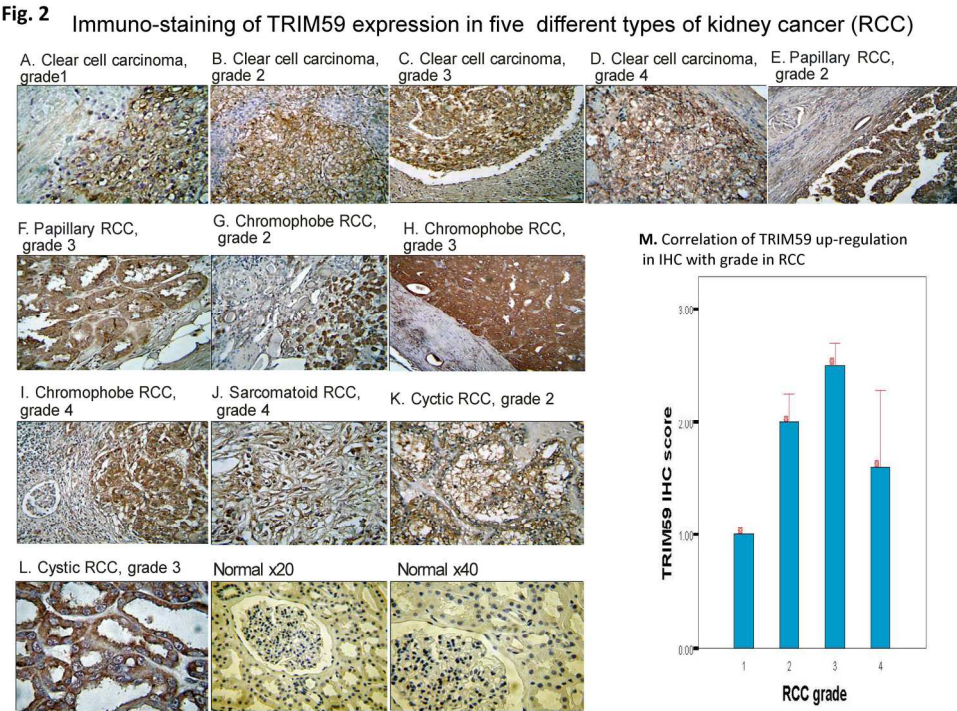 Fig. 2
Immuno-staining of TRIM59 expression in five different types of kidney cancer (RCC)
A. Clear cell carcinoma,
grade1
B. Clear cell carcinoma,
grade 2
C. Clear cell carcinoma,
grade 3
D. Clear cell carcinoma,
grade 4
E. Papillary RCC,
grade 2
F. Papillary RCC,
grade 3
G. Chromophobe RCC,
grade 2
H. Chromophobe RCC,
grade 3
I. Chromophobe RCC,
grade 4
J. Sarcomatoid RCC,
grade 4
K. Cyctic RCC, grade 2
L. Cystic RCC, grade 3
Normal x20
Normal x40
M. Correlation of TRIM59 up-regulation
in IHC with grade in RCC
TRIM59 IHC score
3.00
2.00
1.00
0.00
1 2 3 4
RCC grade